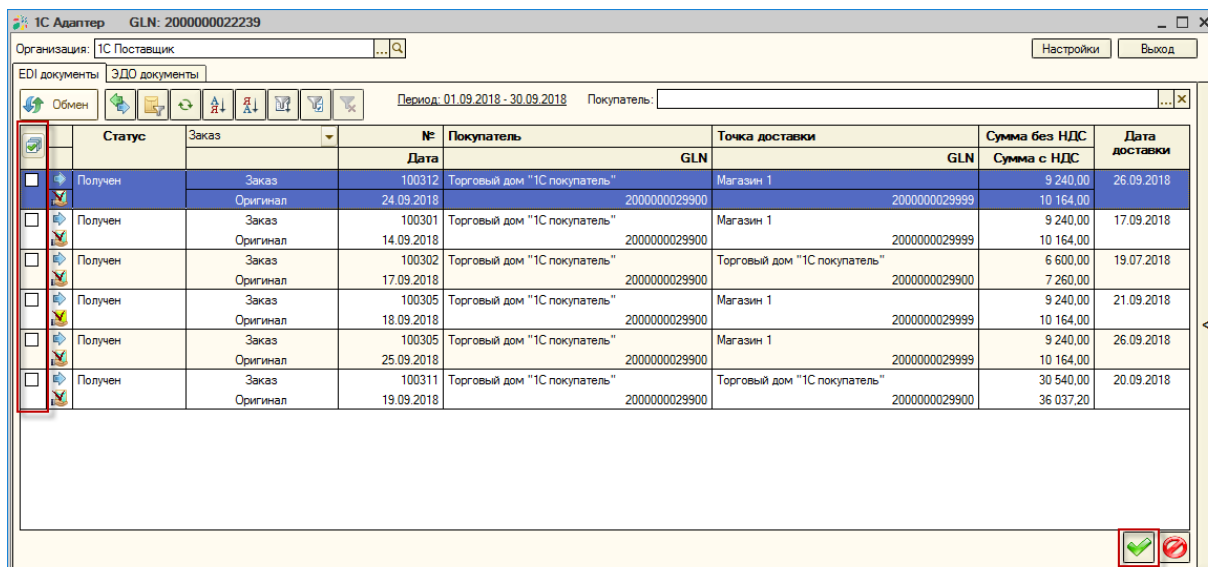 1С Адаптер GLN: 2000000022239
Организация: 1С Поставщик ... Настройки Выход
EDI документы ЭДО документы
Обмен Период: 01.09.2018 - 30.09.2018 Покупатель: ...
Статус Заказ № Покупатель Точка доставки Сумма без НДС Дата доставки
Дата GLN GLN Сумма с НДС
Получен Заказ 100312 Торговый дом "1С покупатель" Магазин 1 9 240,00 26.09.2018
Оригинал 24.09.2018 2000000029900 2000000029999 10 164,00
Получен Заказ 100301 Торговый дом "1С покупатель" Магазин 1 9 240,00 17.09.2018
Оригинал 14.09.2018 2000000029900 2000000029999 10 164,00
Получен Заказ 100302 Торговый дом "1С покупатель" Торговый дом "1С покупатель" 6 600,00 19.07.2018
Оригинал 17.09.2018 2000000029900 2000000029900 7 260,00
Получен Заказ 100305 Торговый дом "1С покупатель" Магазин 1 9 240,00 21.09.2018
Оригинал 18.09.2018 2000000029900 2000000029999 10 164,00
Получен Заказ 100305 Торговый дом "1С покупатель" Магазин 1 9 240,00 26.09.2018
Оригинал 25.09.2018 2000000029900 2000000029999 10 164,00
Получен Заказ 100311 Торговый дом "1С покупатель" Торговый дом "1С покупатель" 30 540,00 20.09.2018
Оригинал 19.09.2018 2000000029900 2000000029900 36 037,20